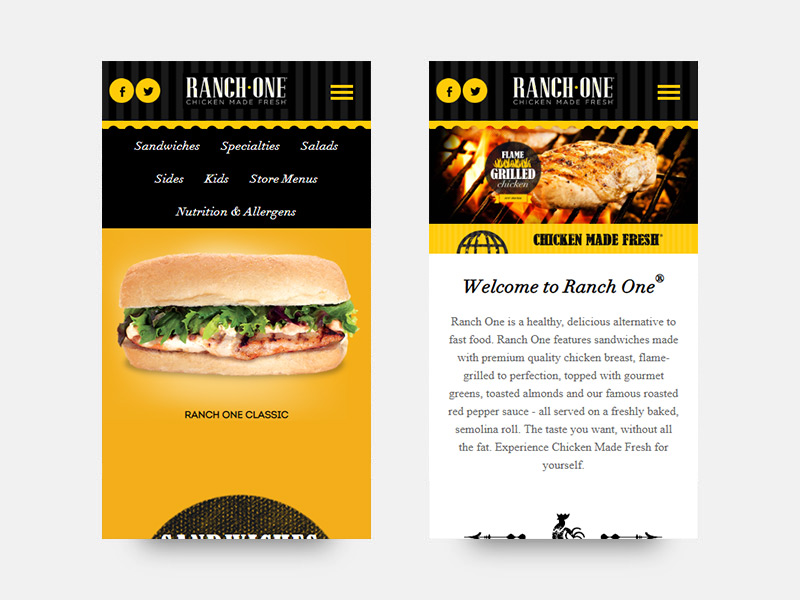 RANCH·ONE
CHICKEN MADE FRESH
Sandwiches Specialties Salads
Sides Kids Store Menus
Nutrition & Allergens
RANCH ONE CLASSIC
SANDWICHES
RANCH·ONE
CHICKEN MADE FRESH
FLAME
GRILLED
chicken
CHICKEN MADE FRESH®
Welcome to Ranch One®
Ranch One is a healthy, delicious alternative to
fast food. Ranch One features sandwiches made
with premium quality chicken breast, flame-
grilled to perfection, topped with gourmet
greens, toasted almonds and our famous roasted
red pepper sauce - all served on a freshly baked,
semolina roll. The taste you want, without all
the fat. Experience Chicken Made Fresh for
yourself.